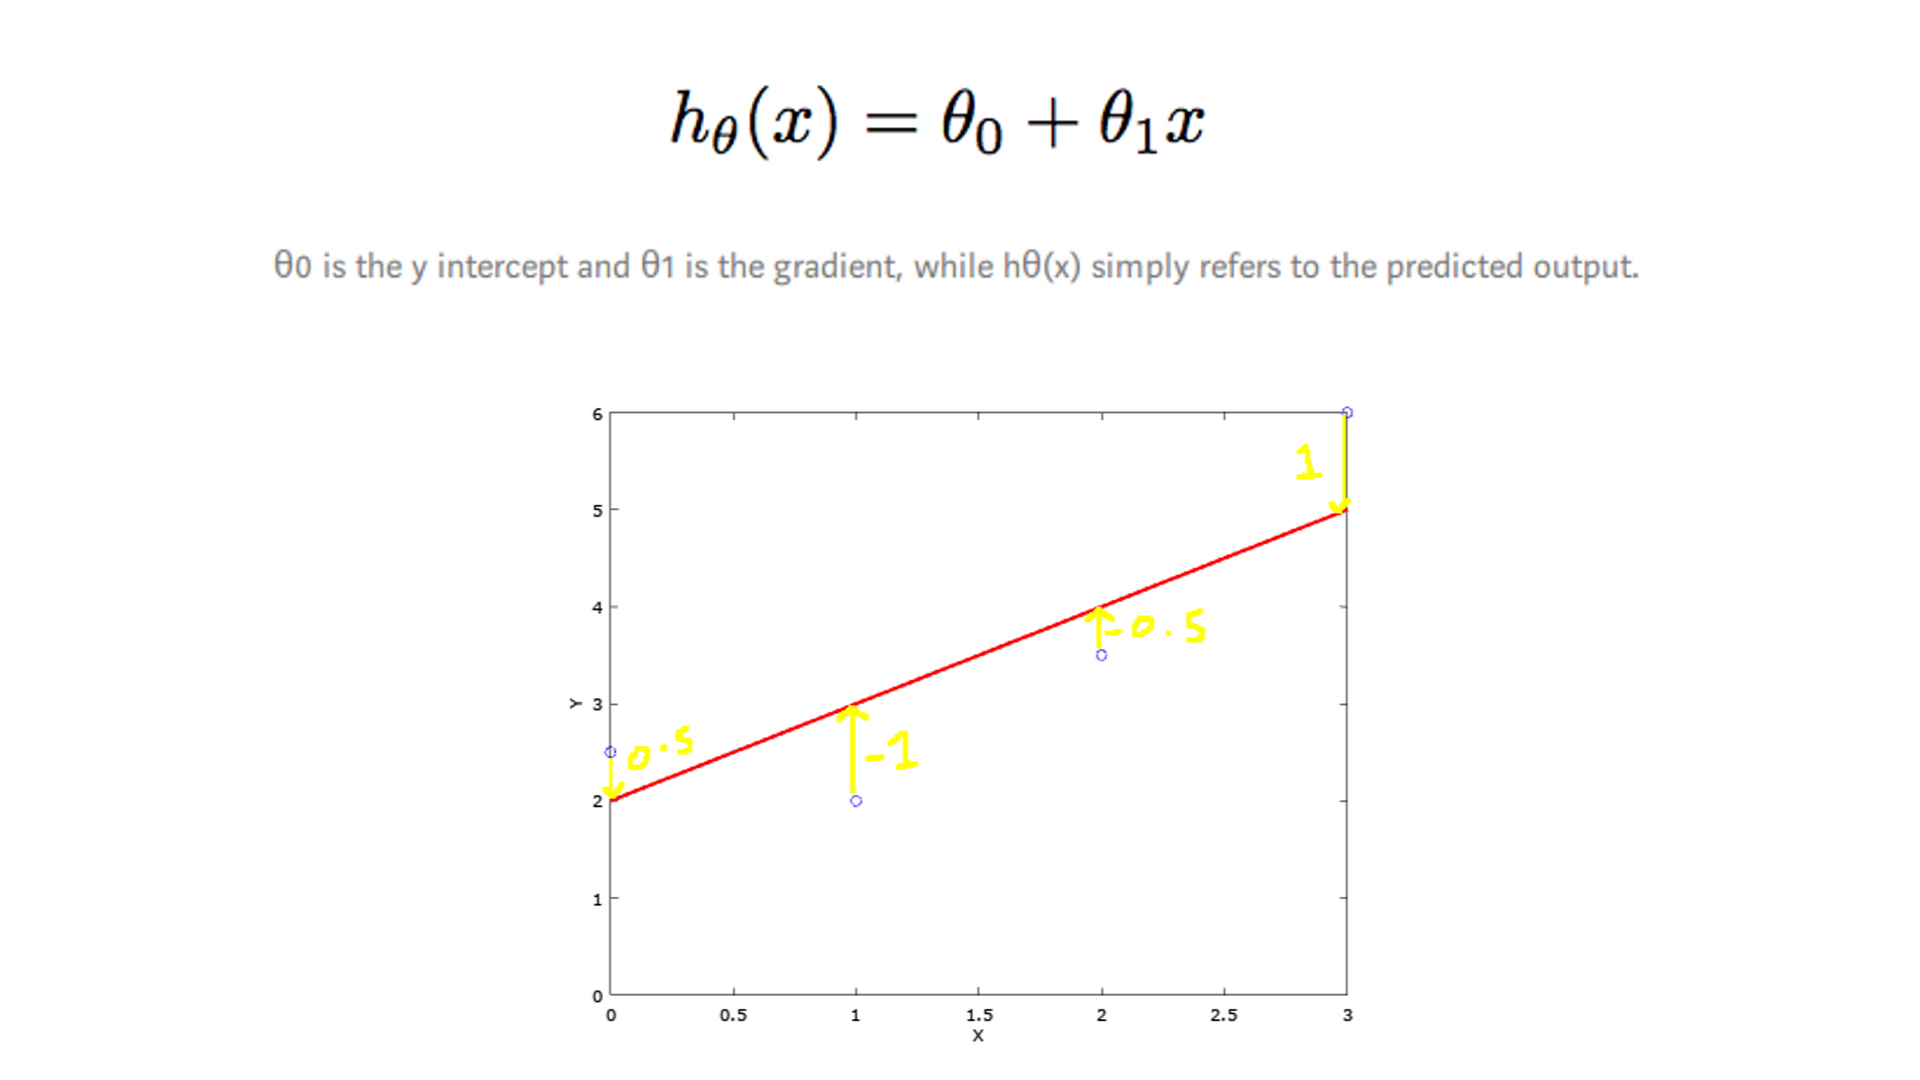 hθ(x) = θ0 + θ1x
θ0 is the y intercept and θ1 is the gradient, while hθ(x) simply refers to the predicted output.
6
1
5
4
-0.5
Y
3
0.5
-1
2
1
0
0 0.5 1 1.5 2 2.5 3
X